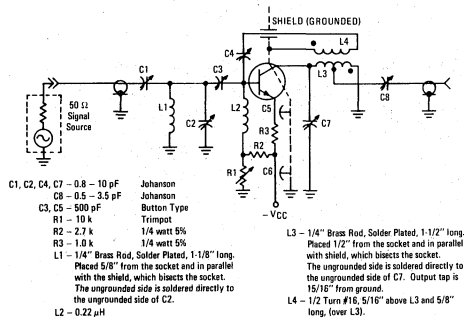 SHIELD (GROUNDED)
L4
C4
C1
C3
L3
C8
50 Ω
Signal
Source
L1
C2
L2
C5
R3
R2
C7
R1
C6
-VCC
C1, C2, C4, C7 – 0.8 – 10 pF Johanson
C8 – 0.5 – 3.5 pF Johanson
C3, C5 – 500 pF Button Type
R1 – 10 k Trimpot
R2 – 2.7 k 1/4 watt 5%
R3 – 1.0 k 1/4 watt 5%
L1 – 1/4" Brass Rod, Solder Plated, 1-1/8" long.
Placed 5/8" from the socket and in parallel
with the shield, which bisects the socket.
The ungrounded side is soldered directly to
the ungrounded side of C2.
L2 – 0.22 μH
L3 – 1/4" Brass Rod, Solder Plated, 1-1/2" long.
Placed 1/2" from the socket and in parallel
with shield, which bisects the socket.
The ungrounded side is soldered directly to
the ungrounded side of C7. Output tap is
15/16" from ground.
L4 – 1/2 Turn #16, 5/16" above L3 and 5/8"
long, (over L3).